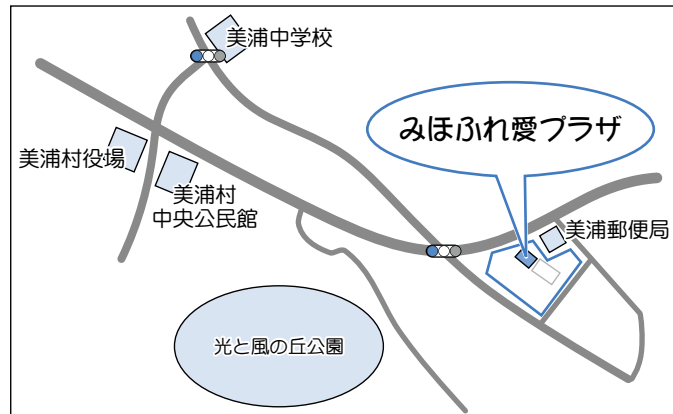 美浦中学校
みほふれ愛プラザ
美浦村役場
美浦村
中央公民館
美浦郵便局
光と風の丘公園